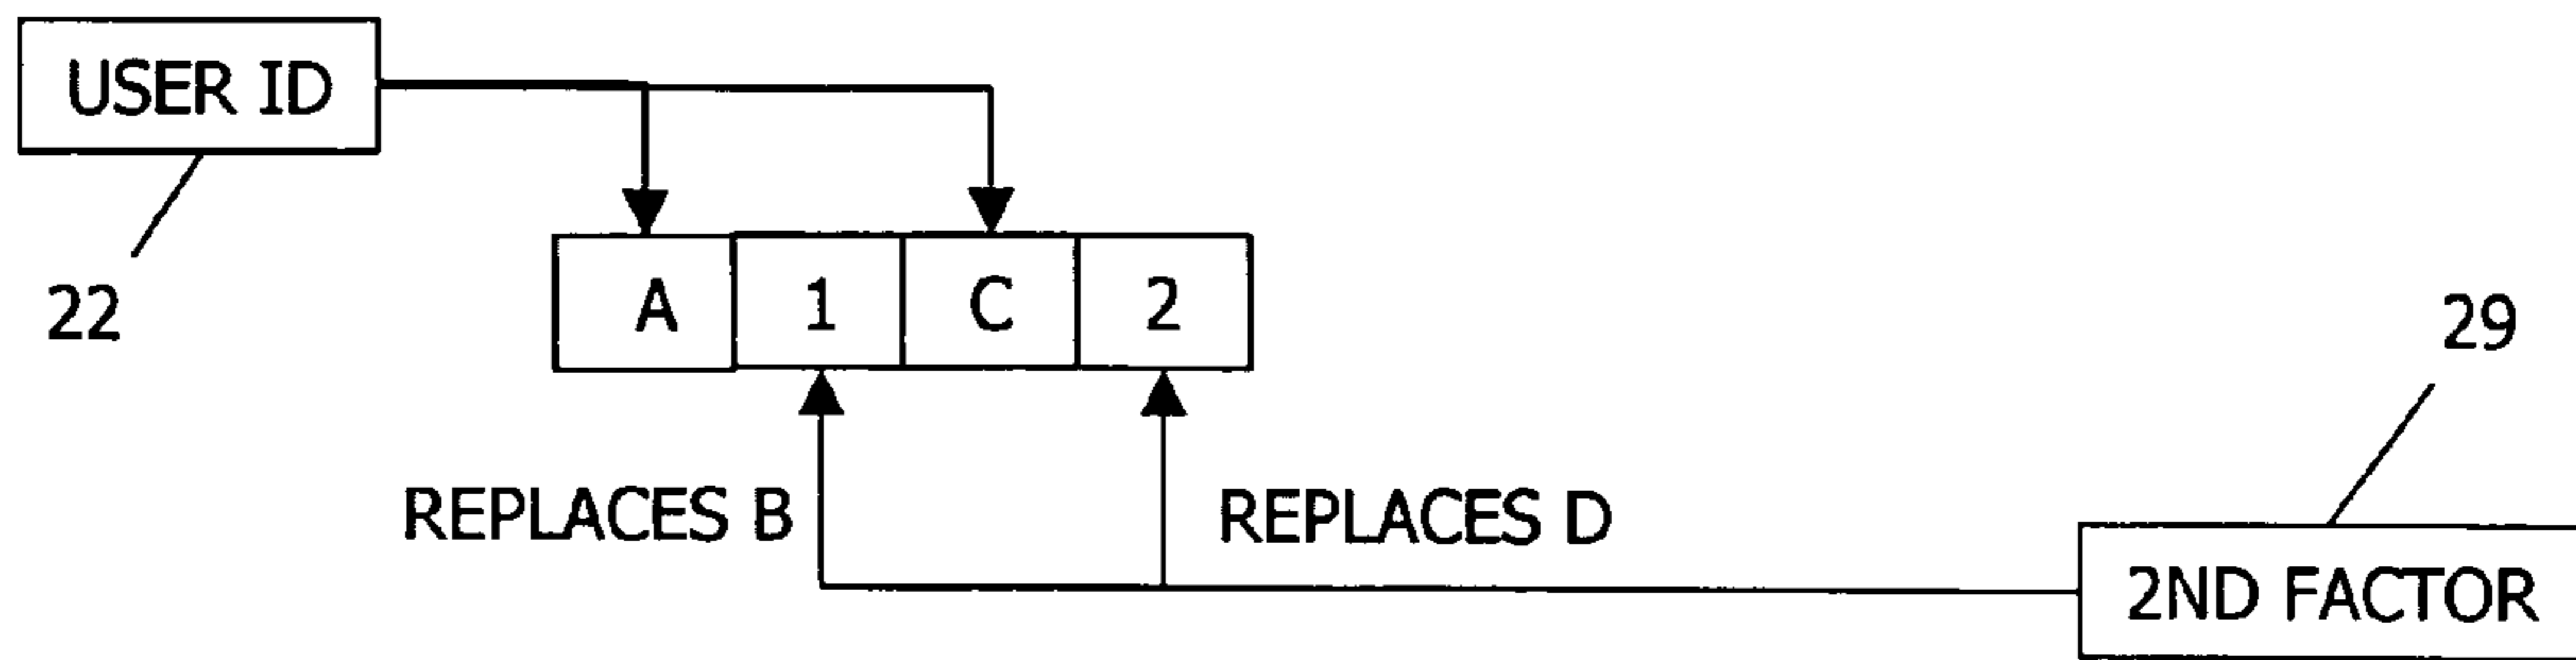 USER ID
22
A 1 C 2
29
REPLACES B
REPLACES D
2ND FACTOR